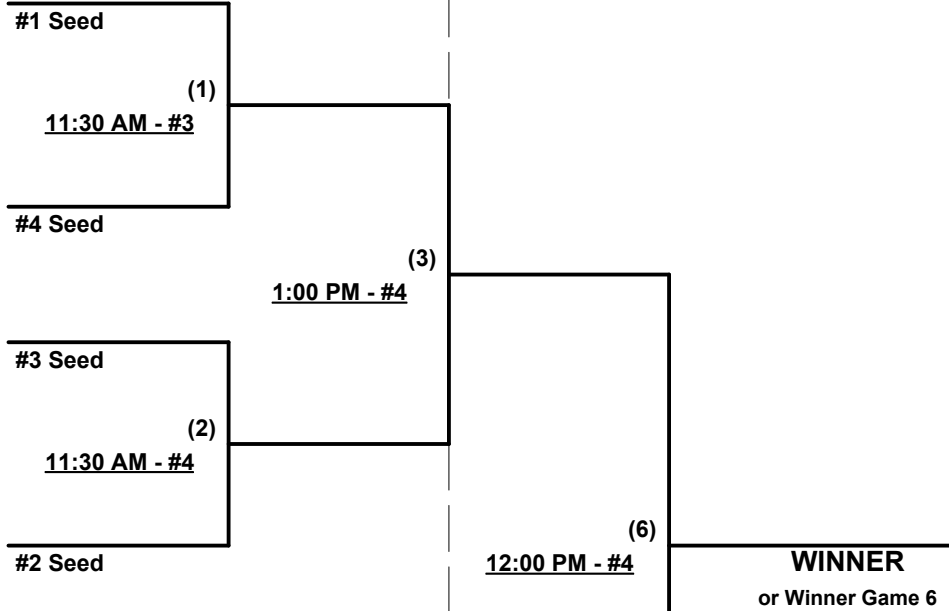 #1 Seed
(1)
11:30 AM - #3
#4 Seed
(3)
1:00 PM - #4
#3 Seed
(2)
11:30 AM - #4
#2 Seed
(6)
12:00 PM - #4
WINNER
or Winner Game 6